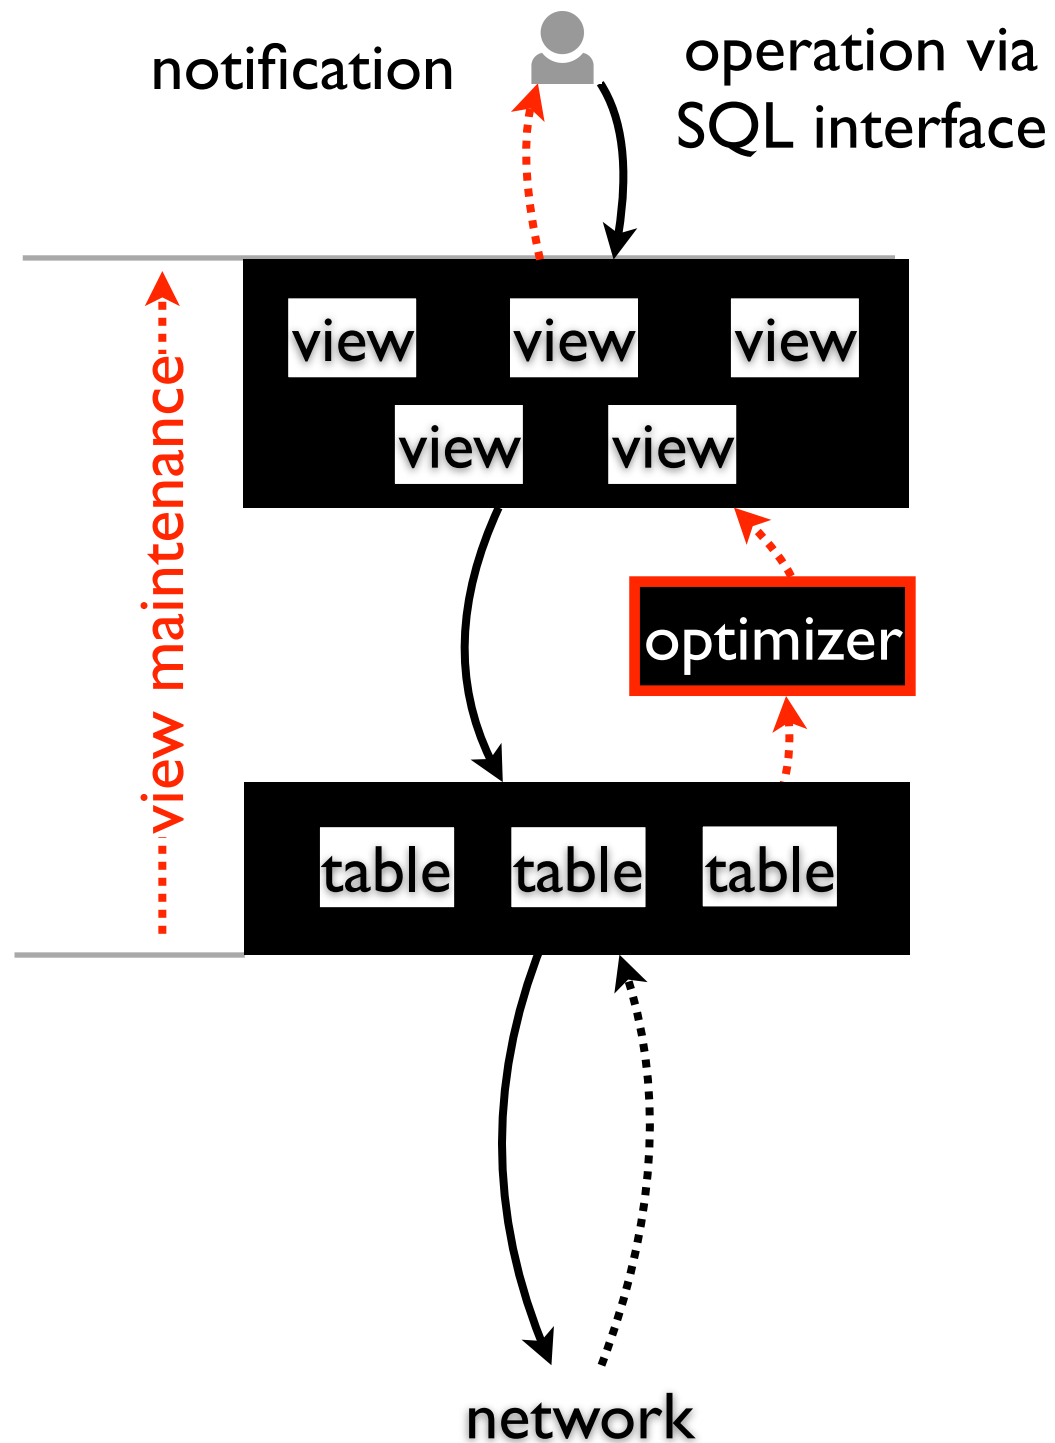 notification
operation via
SQL interface
view view view
view view
view maintenance
optimizer
table table table
network